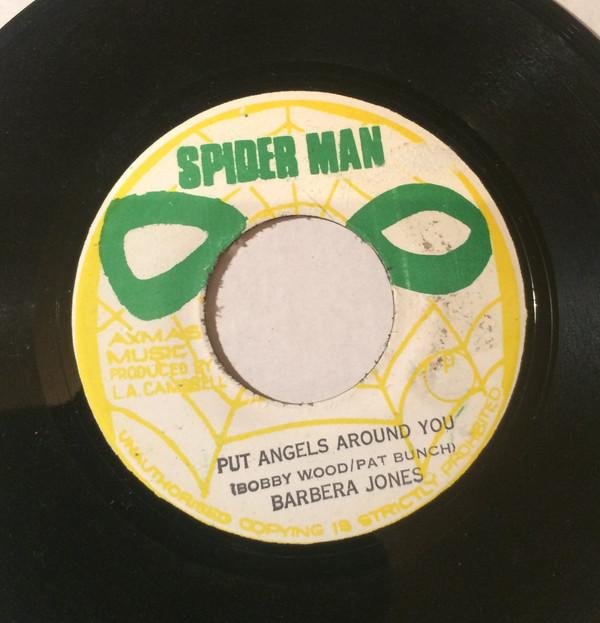 SPIDER MAN
AXMAS
MUSIC
PRODUCED BY
L.A. CAMPBELL
PUT ANGELS AROUND YOU
(BOBBY WOOD/PAT BUNCH)
BARBERA JONES
UNAUTHORISED COPYING IS STRICTLY PROHIBITED